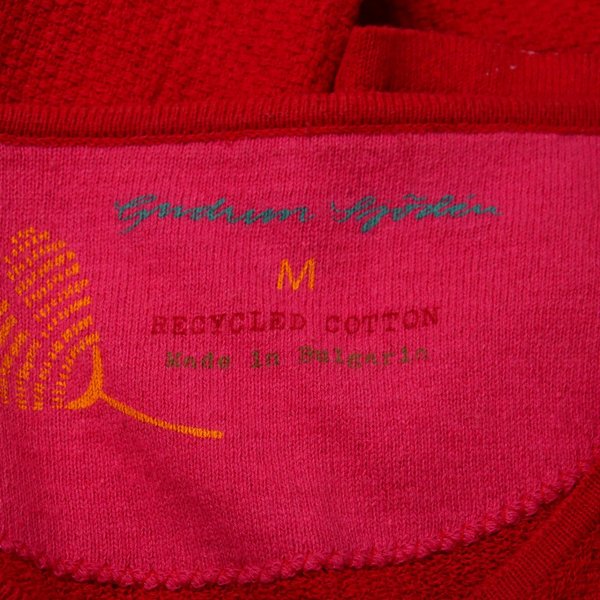 Gudrun Sjödén
M
RECYCLED COTTON
Made in Bulgaria